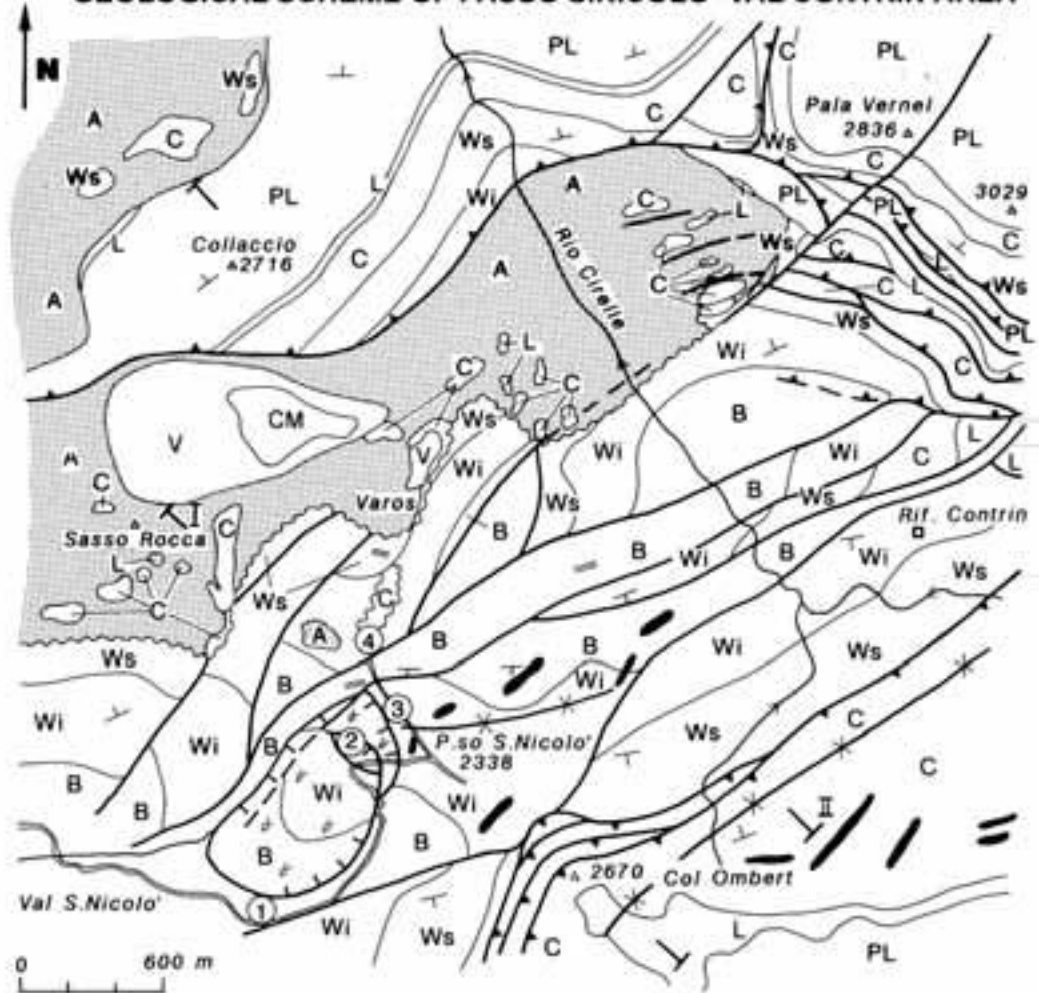 GEOLOGICAL SCHEME OF PASSO S.NICOLO'-VAL CONTRIN AREA
N
Ws
PL
C
C
PL
A
C
C
Pala Vernel
2836
Ws
Ws
PL
Ws
C
PL
L
Wi
A
C
L
PL
PL
3029
Collaccio
2716
L
C
Rio Cirelle
Ws
C
C
A
A
C
C
L
Ws
Ws
PL
L
Wi
C
C
C
CM
Ws
B
V
V
Wi
Wi
Wi
C
L
A
C
Varos
Ws
B
B
Ws
L
I
C
Rif. Contrin
Sasso Rocca
B
Wi
B
Wi
L
Ws
C
C
Ws
A
4
B
B
Ws
B
Wi
Wi
Wi
Wi
3
Ws
C
B
2
P.so S.Nicolo'
2338
Ws
C
B
B
Wi
Wi
B
II
B
2670
Col Ombert
Val S.Nicolo'
1
Wi
Ws
C
L
PL
0
600 m